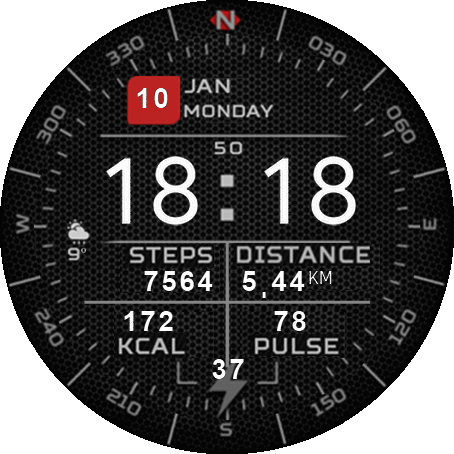 N
330
030
10
JAN
MONDAY
300
060
50
18:18
W
E
9°
STEPS
DISTANCE
7564
5,44 KM
172
78
KCAL
PULSE
240
120
37
210
150
S